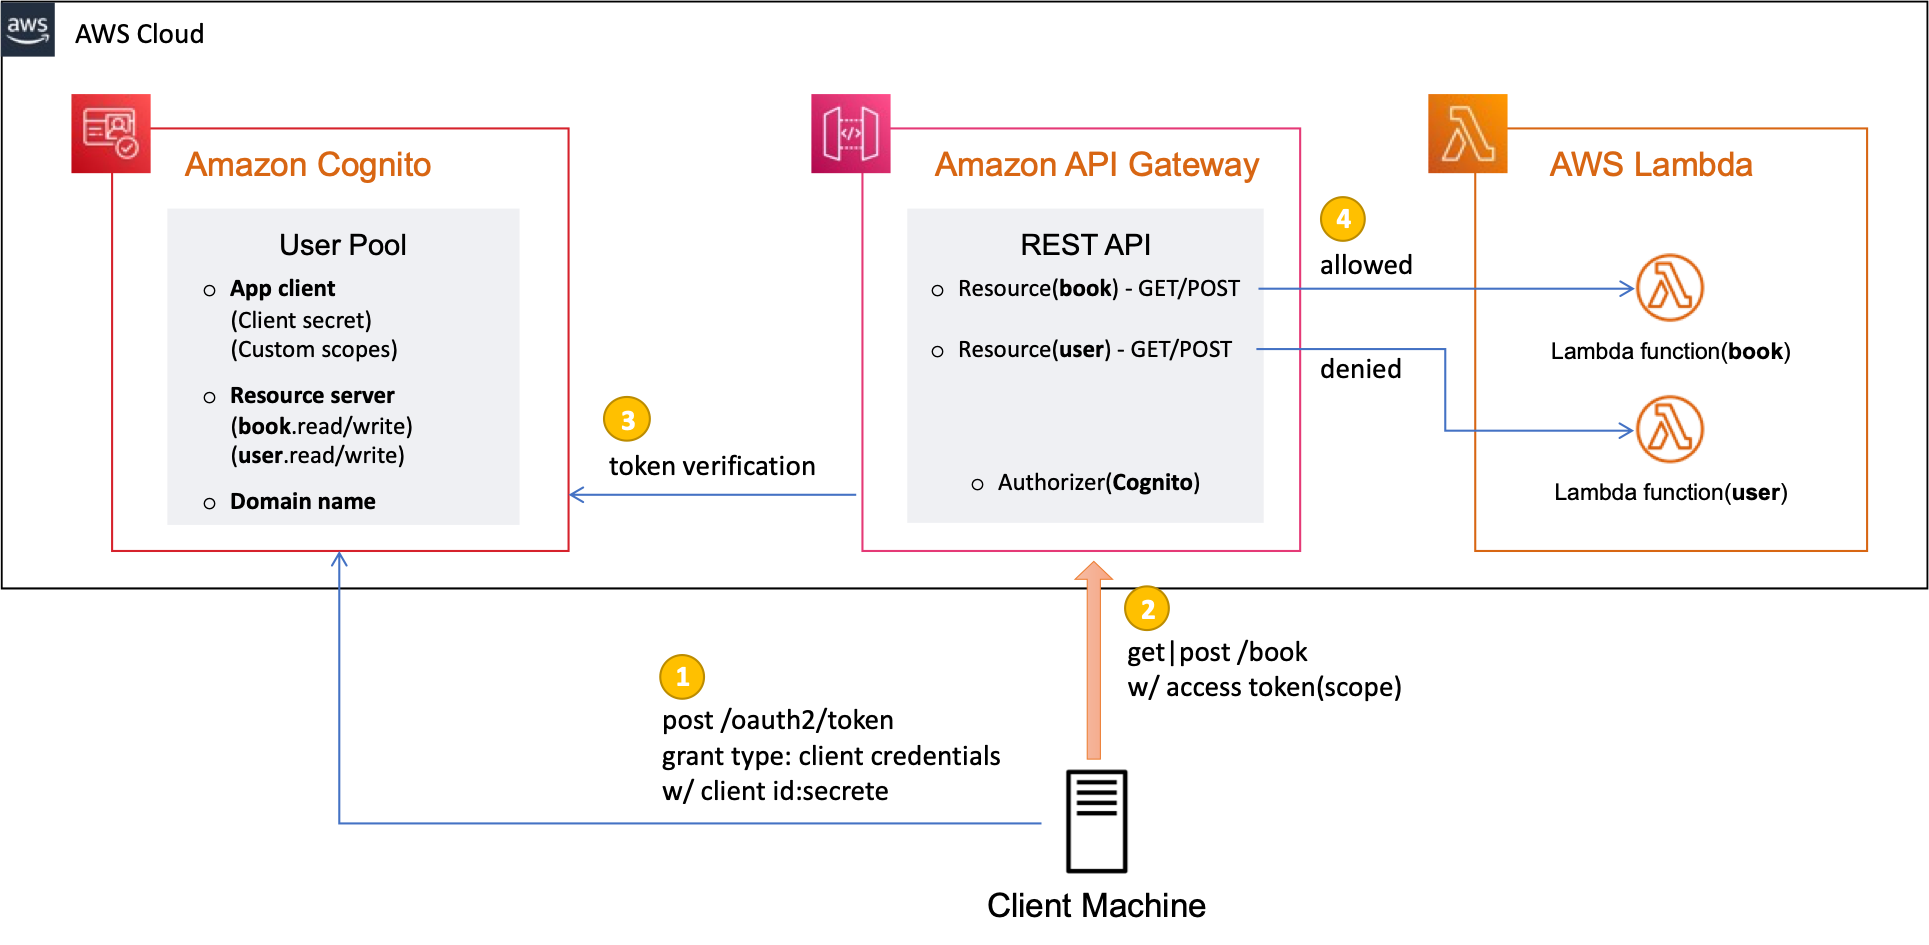 aws
AWS Cloud
Amazon Cognito
User Pool
App client
(Client secret)
(Custom scopes)
Resource server
(book.read/write)
(user.read/write)
Domain name
3
token verification
Amazon API Gateway
REST API
Resource(book) - GET/POST
Resource(user) - GET/POST
Authorizer(Cognito)
4
allowed
denied
AWS Lambda
Lambda function(book)
Lambda function(user)
1
post /oauth2/token
grant type: client credentials
w/ client id:secrete
2
get|post /book
w/ access token(scope)
Client Machine